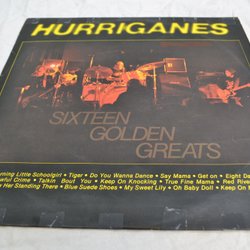 HURRIGANES
SIXTEEN
GOLDEN
GREATS
Little Schoolgirl • Tiger • Do You Wanna Dance • Say Mama • Get on • Eight Da
Crime • Talkin Bout You • Keep On Knocking • True Fine Mama • Red River
Her Standing There • Blue Suede Shoes • My Sweet Lily • Oh Baby Doll • Keep On